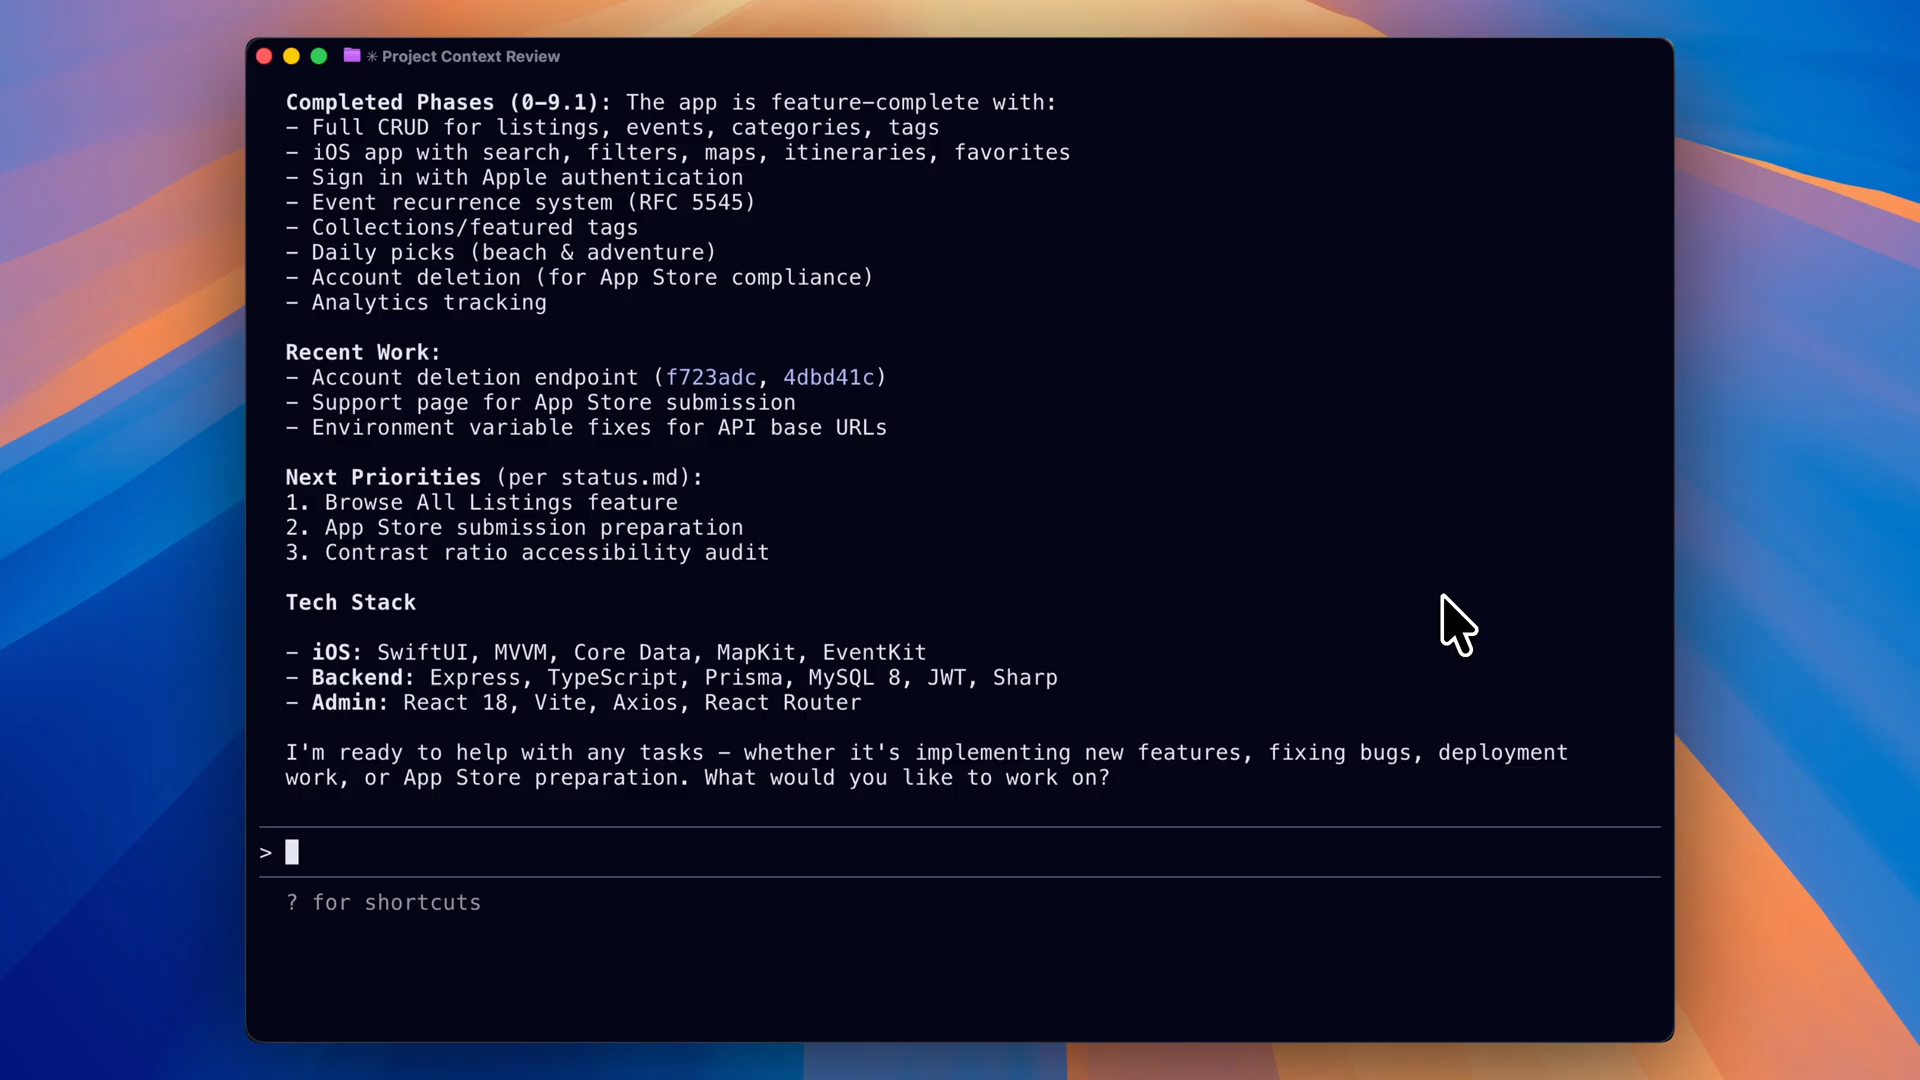 ✳ Project Context Review
Completed Phases (0–9.1): The app is feature–complete with:
– Full CRUD for listings, events, categories, tags
– iOS app with search, filters, maps, itineraries, favorites
– Sign in with Apple authentication
– Event recurrence system (RFC 5545)
– Collections/featured tags
– Daily picks (beach & adventure)
– Account deletion (for App Store compliance)
– Analytics tracking
Recent Work:
– Account deletion endpoint (f723adc, 4dbd41c)
– Support page for App Store submission
– Environment variable fixes for API base URLs
Next Priorities (per status.md):
1. Browse All Listings feature
2. App Store submission preparation
3. Contrast ratio accessibility audit
Tech Stack
– iOS: SwiftUI, MVVM, Core Data, MapKit, EventKit
– Backend: Express, TypeScript, Prisma, MySQL 8, JWT, Sharp
– Admin: React 18, Vite, Axios, React Router
I'm ready to help with any tasks – whether it's implementing new features, fixing bugs, deployment
work, or App Store preparation. What would you like to work on?
>
? for shortcuts